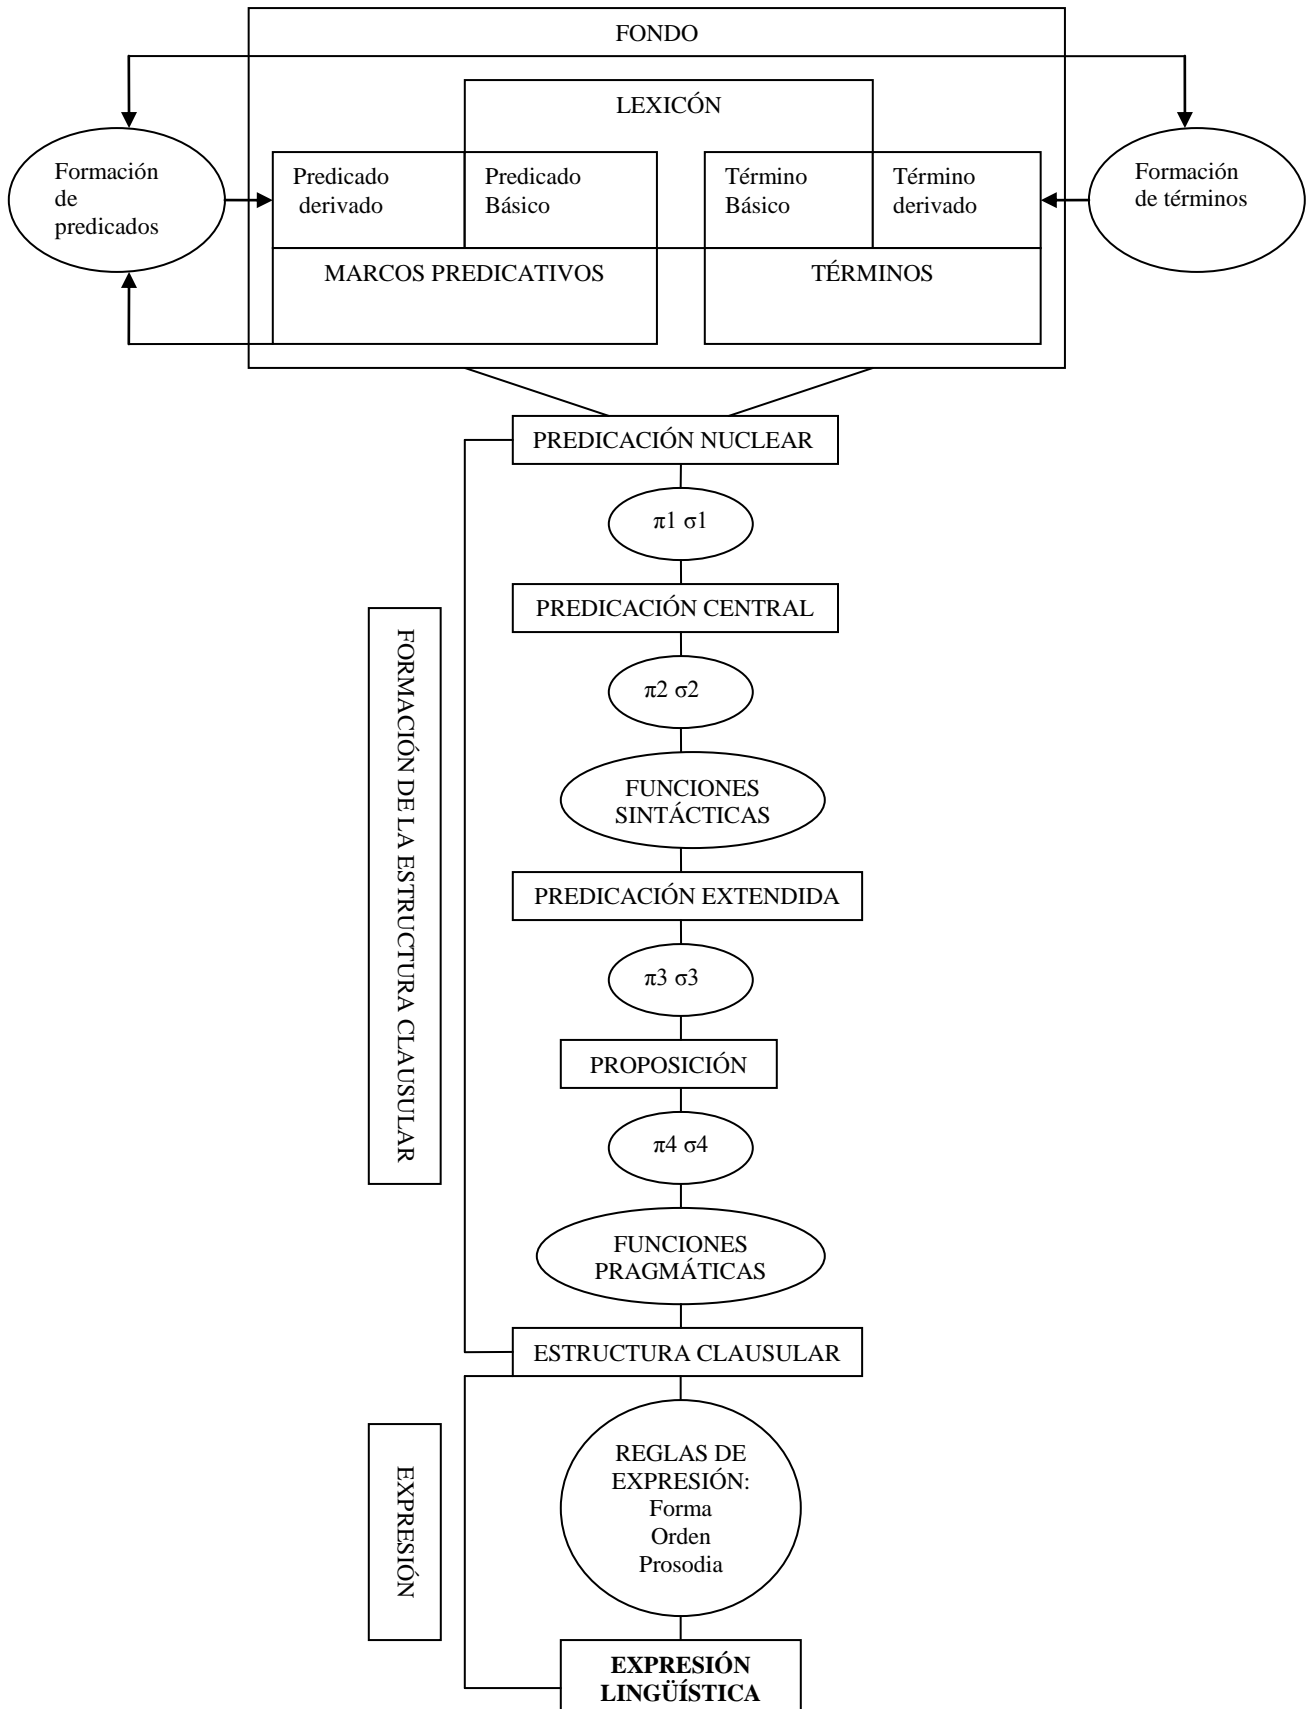 FONDO
LEXICÓN
Formación
de
predicados
Predicado
derivado
Predicado
Básico
Término
Básico
Término
derivado
Formación
de términos
MARCOS PREDICATIVOS
TÉRMINOS
PREDICACIÓN NUCLEAR
π1 σ1
PREDICACIÓN CENTRAL
π2 σ2
FUNCIONES
SINTÁCTICAS
PREDICACIÓN EXTENDIDA
π3 σ3
PROPOSICIÓN
π4 σ4
FUNCIONES
PRAGMÁTICAS
ESTRUCTURA CLAUSULAR
FORMACIÓN DE LA ESTRUCTURA CLAUSULAR
REGLAS DE
EXPRESIÓN:
Forma
Orden
Prosodia
EXPRESIÓN
EXPRESIÓN
LINGÜÍSTICA